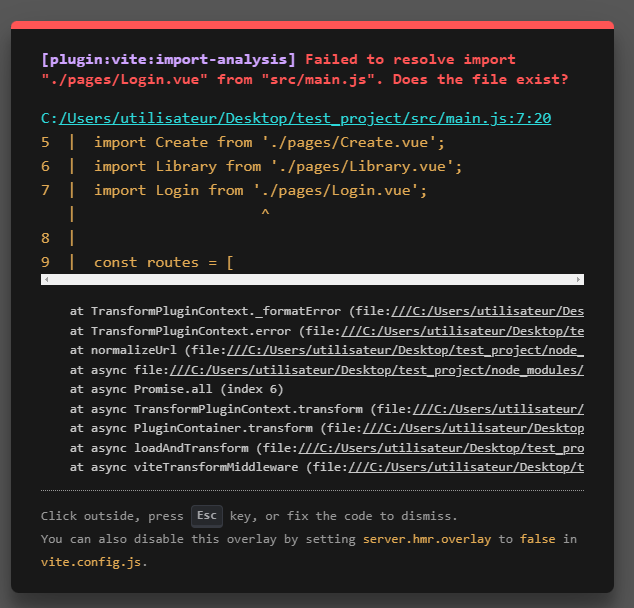 [plugin:vite:import-analysis] Failed to resolve import
"./pages/Login.vue" from "src/main.js". Does the file exist?
C:/Users/utilisateur/Desktop/test_project/src/main.js:7:20
5  |  import Create from './pages/Create.vue';
6  |  import Library from './pages/Library.vue';
7  |  import Login from './pages/Login.vue';
   |                    ^
8  |
9  |  const routes = [
at TransformPluginContext._formatError (file:///C:/Users/utilisateur/Des
at TransformPluginContext.error (file:///C:/Users/utilisateur/Desktop/te
at normalizeUrl (file:///C:/Users/utilisateur/Desktop/test_project/node_
at async file:///C:/Users/utilisateur/Desktop/test_project/node_modules/
at async Promise.all (index 6)
at async TransformPluginContext.transform (file:///C:/Users/utilisateur/
at async PluginContainer.transform (file:///C:/Users/utilisateur/Desktop
at async loadAndTransform (file:///C:/Users/utilisateur/Desktop/test_pro
at async viteTransformMiddleware (file:///C:/Users/utilisateur/Desktop/t
Click outside, press Esc key, or fix the code to dismiss.
You can also disable this overlay by setting server.hmr.overlay to false in
vite.config.js.